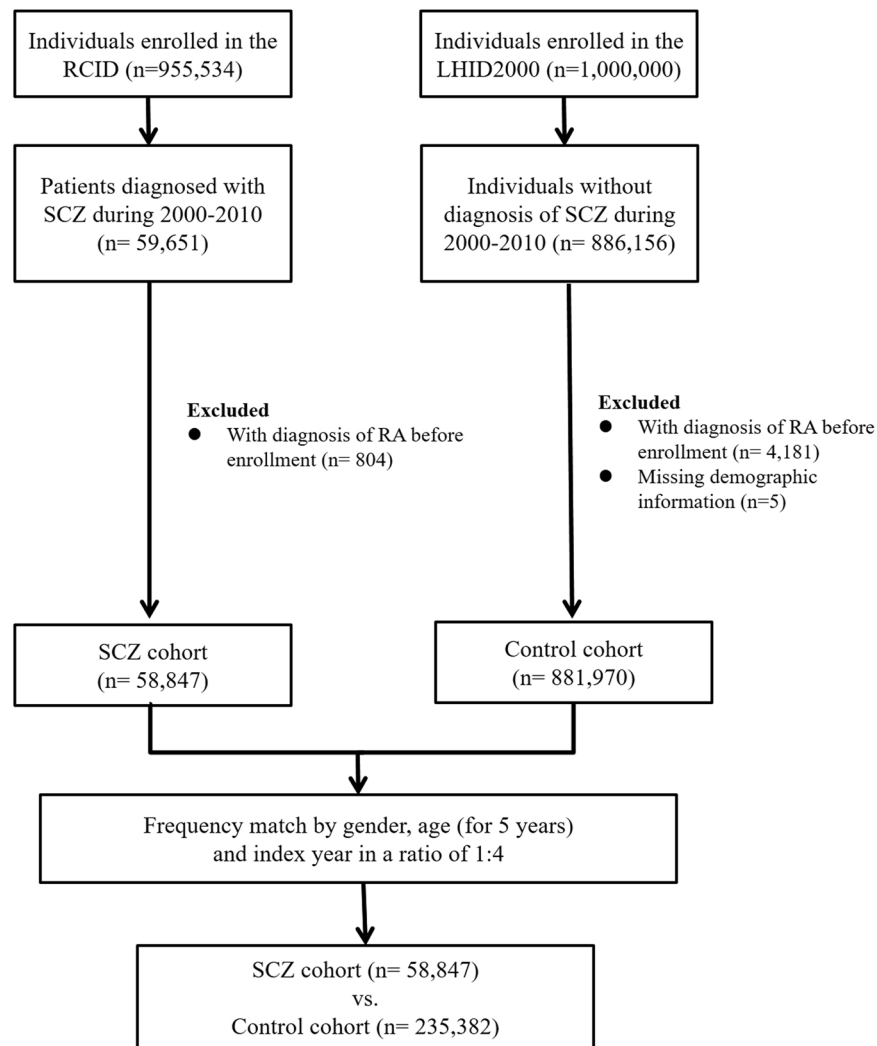 Individuals enrolled in the
RCID (n=955,534)
Individuals enrolled in the
LHID2000 (n=1,000,000)
Patients diagnosed with
SCZ during 2000-2010
(n= 59,651)
Individuals without
diagnosis of SCZ during
2000-2010 (n= 886,156)
Excluded
● With diagnosis of RA before
enrollment (n= 804)
Excluded
● With diagnosis of RA before
enrollment (n= 4,181)
● Missing demographic
information (n=5)
SCZ cohort
(n= 58,847)
Control cohort
(n= 881,970)
Frequency match by gender, age (for 5 years)
and index year in a ratio of 1:4
SCZ cohort (n= 58,847)
vs.
Control cohort (n= 235,382)